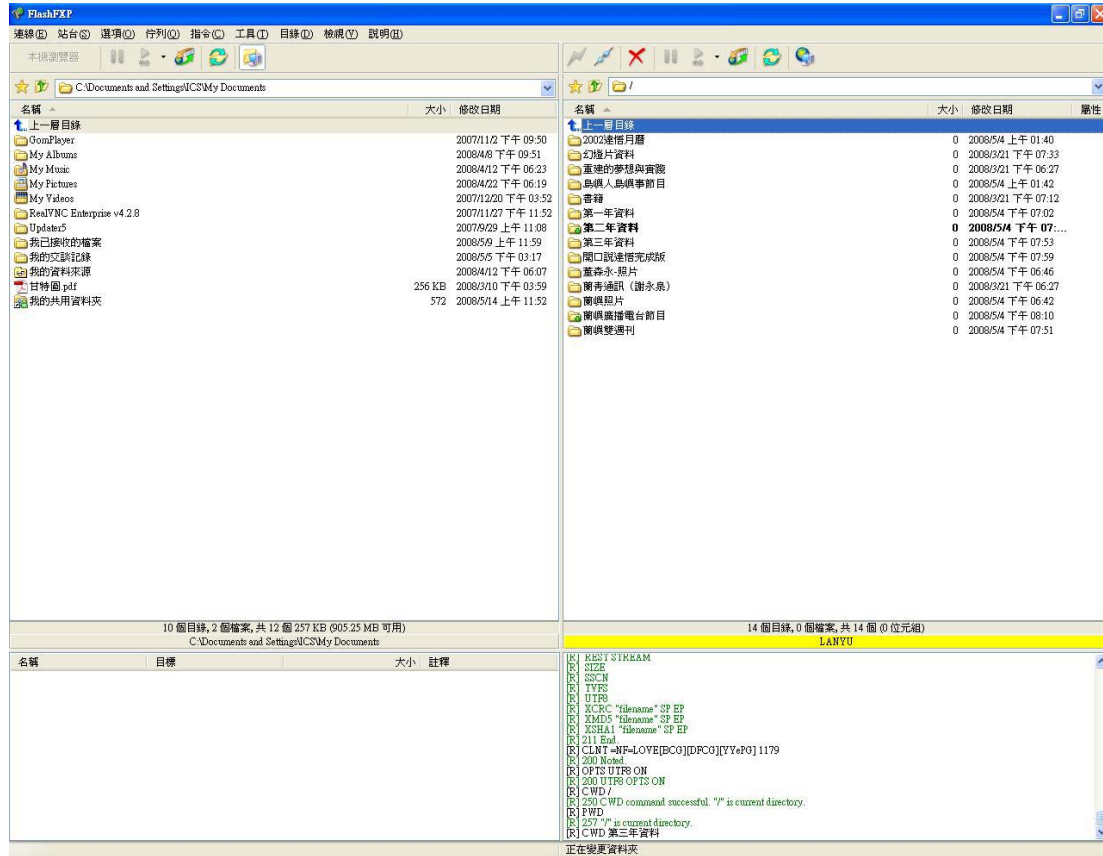 FlashFXP
連線(F) 站台(S) 選項(O) 佇列(Q) 指令(C) 工具(T) 目錄(D) 檢視(V) 說明(H)
本機瀏覽器
C:\Documents and Settings\ICS\My Documents
名稱 大小 修改日期
上一層目錄
GomPlayer 2007/11/2 下午 09:50
My Albums 2008/4/8 下午 09:51
My Music 2008/4/12 下午 06:23
My Pictures 2008/4/22 下午 06:19
My Videos 2007/12/20 下午 03:52
RealVNC Enterprise v4.2.8 2007/11/27 下午 11:52
Updater5 2007/9/29 上午 11:08
我已接收的檔案 2008/5/9 上午 11:59
我的交談記錄 2008/5/5 下午 03:17
我的資料來源 2008/4/12 下午 06:07
甘特圖.pdf 256 KB 2008/3/10 下午 03:59
我的共用資料夾 572 2008/5/14 上午 11:52
10 個目錄, 2 個檔案, 共 12 個 257 KB (905.25 MB 可用)
C:\Documents and Settings\ICS\My Documents
名稱 目標 大小 註釋
/
名稱 大小 修改日期 屬性
上一層目錄
2002達悟月曆 0 2008/5/4 上午 01:40
幻燈片資料 0 2008/3/21 下午 07:33
重建的夢想與實踐 0 2008/3/21 下午 06:27
島嶼人島嶼事節目 0 2008/5/4 上午 01:42
書籍 0 2008/3/21 下午 07:12
第一年資料 0 2008/5/4 下午 07:02
第二年資料 0 2008/5/4 下午 07:...
第三年資料 0 2008/5/4 下午 07:53
開口說達悟完成版 0 2008/5/4 下午 07:59
董森永-照片 0 2008/5/4 下午 06:46
蘭青通訊（謝永泉） 0 2008/3/21 下午 06:27
蘭嶼照片 0 2008/5/4 下午 06:42
蘭嶼廣播電台節目 0 2008/5/4 下午 08:10
蘭嶼雙週刊 0 2008/5/4 下午 07:51
14 個目錄, 0 個檔案, 共 14 個 (0 位元組)
LANYU
[R] REST STREAM
[R] SIZE
[R] SSCN
[R] TVFS
[R] UTF8
[R] XCRC "filename" SP EP
[R] XMD5 "filename" SP EP
[R] XSHA1 "filename" SP EP
[R] 211 End.
[R] CLNT =NF=LOVE[BCG][DFCG][YYePG] 1179
[R] 200 Noted.
[R] OPTS UTF8 ON
[R] 200 UTF8 OPTS ON
[R] CWD /
[R] 250 CWD command successful. "/" is current directory.
[R] PWD
[R] 257 "/" is current directory.
[R] CWD 第三年資料
正在變更資料夾